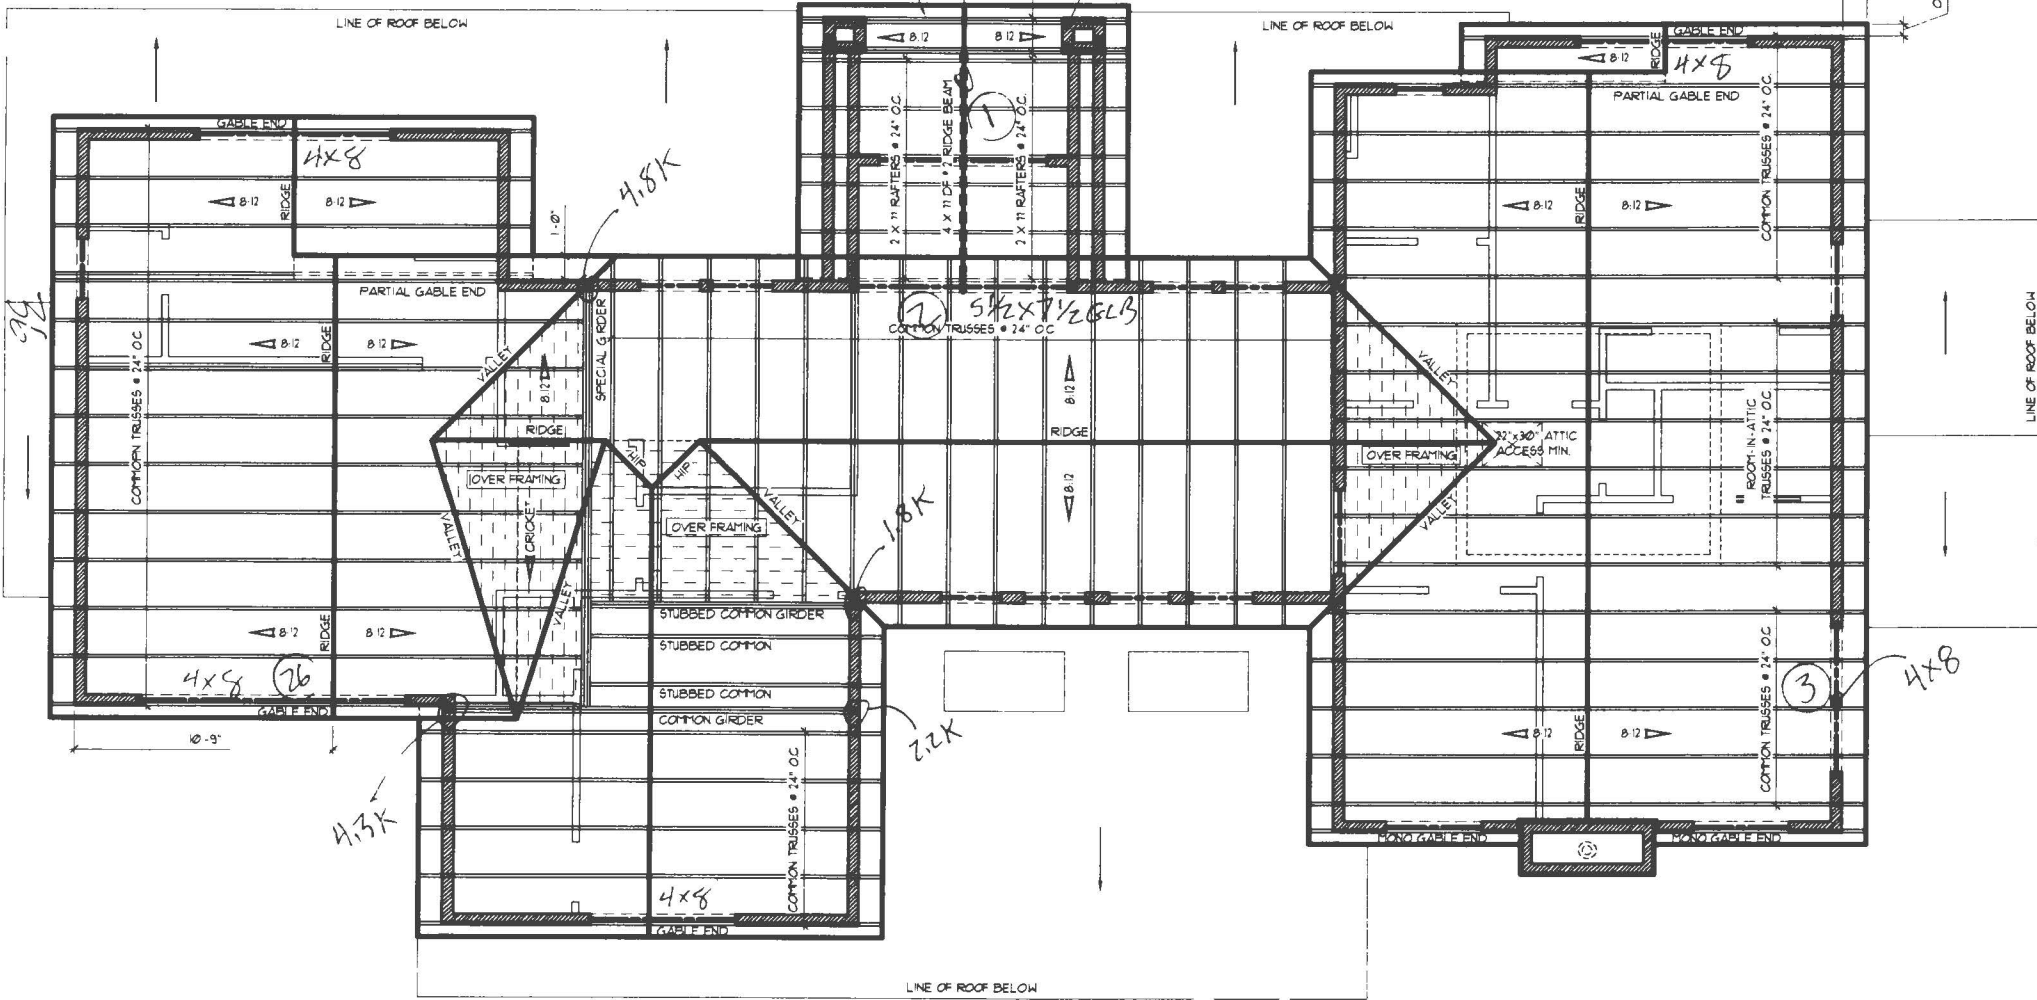 LINE OF ROOF BELOW
LINE OF ROOF BELOW
GABLE END
8:12
8:12
8:12
RIDGE
4x8
PARTIAL GABLE END
GABLE END
4x8
RIDGE
8:12
8:12
4.8K
1'-0"
2 X 11 RAFTERS @ 24" O.C.
4 X 11 DF #2 RIDGE BEAM
1
2 X 11 RAFTERS @ 24" O.C.
8:12
8:12
RIDGE
COMMON TRUSSES @ 24" O.C.
PARTIAL GABLE END
2
5 1/2 x 7 1/2 GLB
COMMON TRUSSES @ 24" O.C.
COMMOPN TRUSSES @ 24" O.C.
8:12
8:12
RIDGE
VALLEY
8:12
SPECIAL GIRDER
8:12
VALLEY
LINE OF ROOF BELOW
RIDGE
RIDGE
HIP
HIP
22"x30" ATTIC
ACCESS MIN.
OVER FRAMING
OVER FRAMING
ROOM-IN-ATTIC
TRUSSES @ 24" O.C.
VALLEY
CRICKET
OVER FRAMING
VALLEY
8:12
1.8K
VALLEY
VALLEY
STUBBED COMMON GIRDER
STUBBED COMMON
STUBBED COMMON
COMMON GIRDER
8:12
8:12
RIDGE
4x8
26
GABLE END
10'-9"
4.3K
2.2K
3
4x8
COMMON TRUSSES @ 24" O.C.
RIDGE
8:12
8:12
COMMON TRUSSES @ 24" O.C.
MONO GABLE END
MONO GABLE END
4x8
GABLE END
LINE OF ROOF BELOW